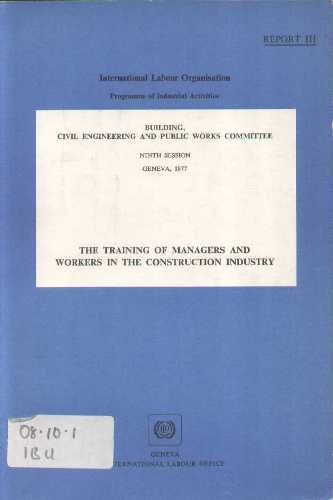 REPORT III
International Labour Organisation
Programme of Industrial Activities
BUILDING,
CIVIL ENGINEERING AND PUBLIC WORKS COMMITTEE
NINTH SESSION
GENEVA, 1977
THE TRAINING OF MANAGERS AND
WORKERS IN THE CONSTRUCTION INDUSTRY
08-10-1
IBU
GENEVA
INTERNATIONAL LABOUR OFFICE